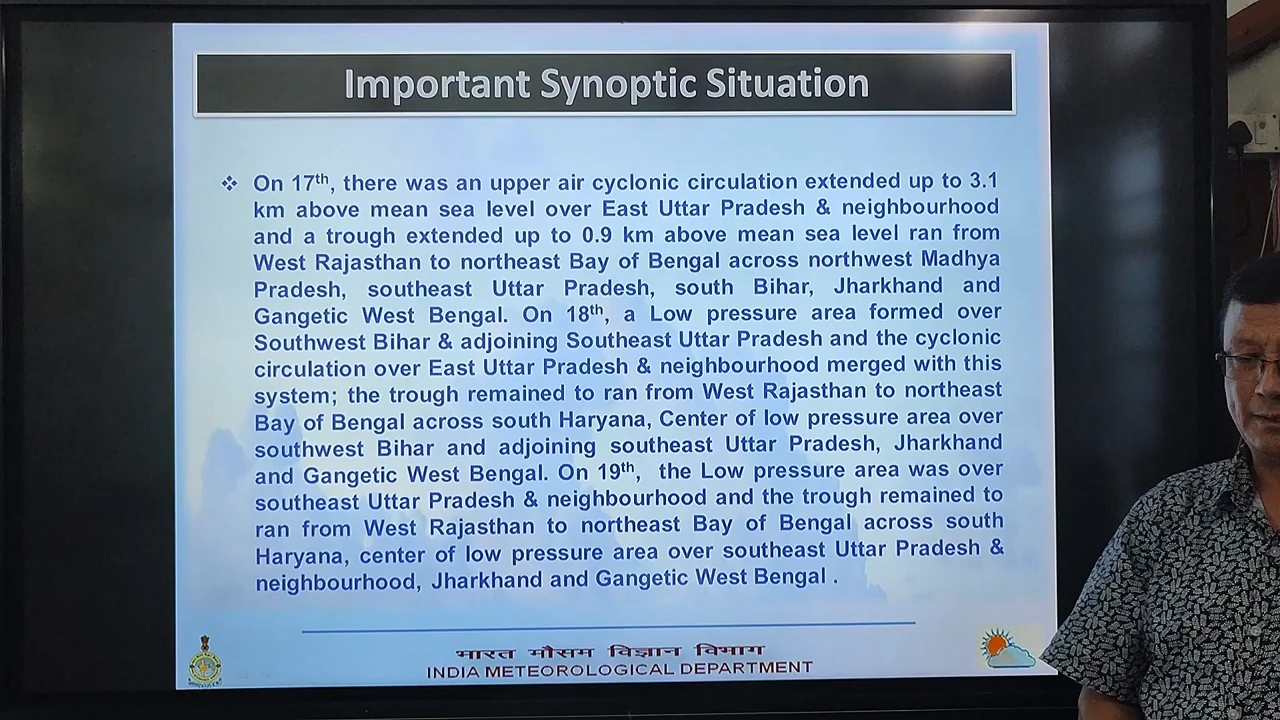 Important Synoptic Situation
❖ On 17th, there was an upper air cyclonic circulation extended up to 3.1
km above mean sea level over East Uttar Pradesh & neighbourhood
and a trough extended up to 0.9 km above mean sea level ran from
West Rajasthan to northeast Bay of Bengal across northwest Madhya
Pradesh, southeast Uttar Pradesh, south Bihar, Jharkhand and
Gangetic West Bengal. On 18th, a Low pressure area formed over
Southwest Bihar & adjoining Southeast Uttar Pradesh and the cyclonic
circulation over East Uttar Pradesh & neighbourhood merged with this
system; the trough remained to ran from West Rajasthan to northeast
Bay of Bengal across south Haryana, Center of low pressure area over
southwest Bihar and adjoining southeast Uttar Pradesh, Jharkhand
and Gangetic West Bengal. On 19th, the Low pressure area was over
southeast Uttar Pradesh & neighbourhood and the trough remained to
ran from West Rajasthan to northeast Bay of Bengal across south
Haryana, center of low pressure area over southeast Uttar Pradesh &
neighbourhood, Jharkhand and Gangetic West Bengal .
भारत मौसम विज्ञान विभाग
INDIA METEOROLOGICAL DEPARTMENT